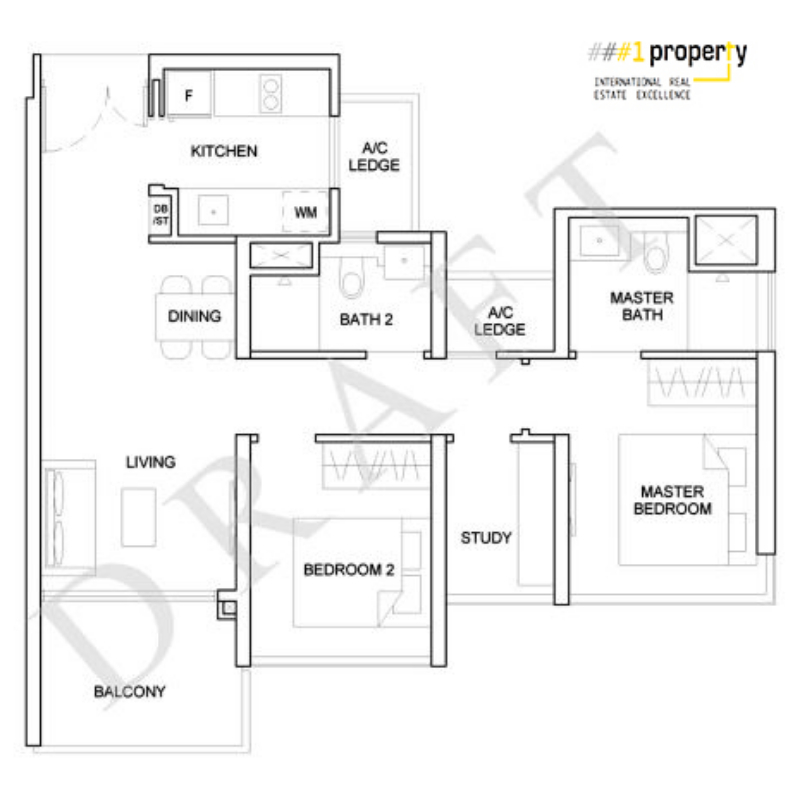 ###1 property
INTERNATIONAL REAL
ESTATE EXCELLENCE
F
KITCHEN
A/C
LEDGE
DB
/ST
WM
DINING
BATH 2
A/C
LEDGE
MASTER
BATH
LIVING
MASTER
BEDROOM
STUDY
BEDROOM 2
BALCONY
DRAFT